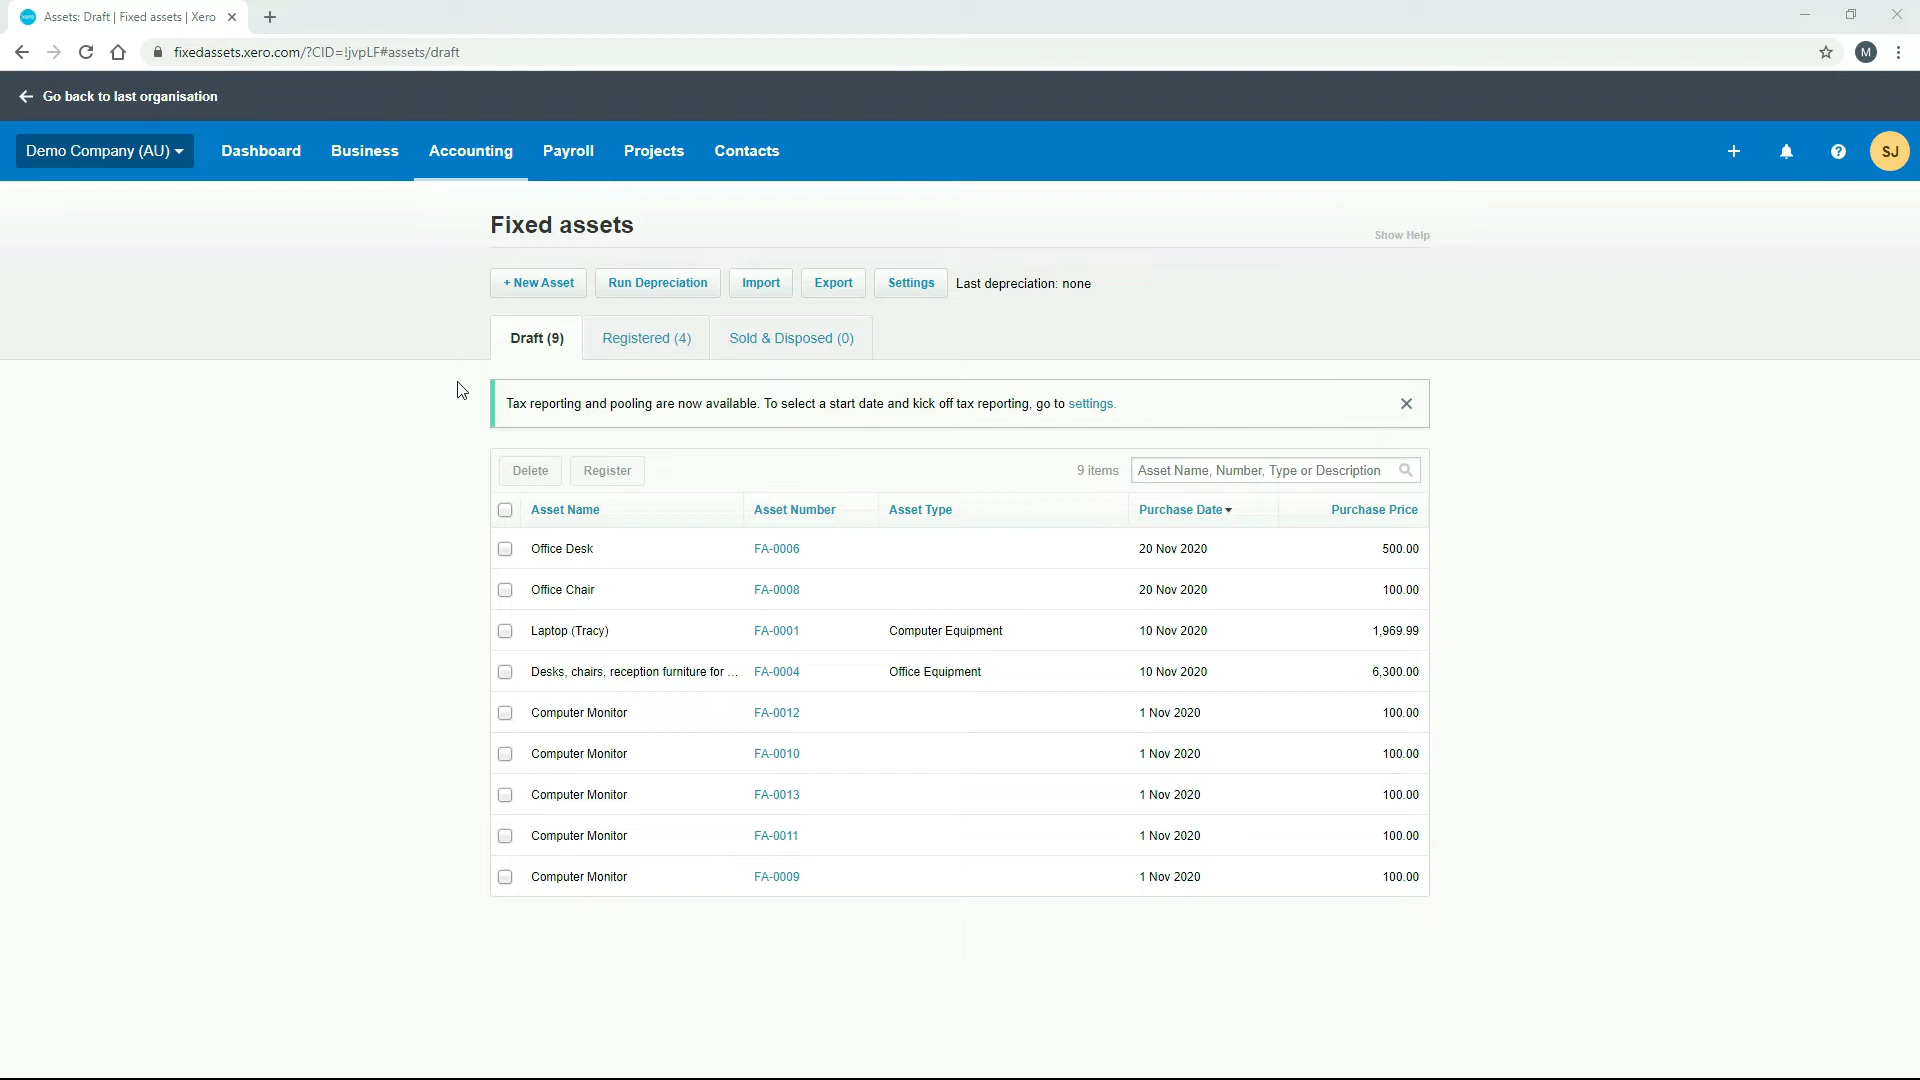 Assets: Draft | Fixed assets | Xero
fixedassets.xero.com/?CID=!jvpLF#assets/draft
M
Go back to last organisation
Demo Company (AU) Dashboard Business Accounting Payroll Projects Contacts SJ
Fixed assets
Show Help
+ New Asset Run Depreciation Import Export Settings Last depreciation: none
Draft (9) Registered (4) Sold & Disposed (0)
Tax reporting and pooling are now available. To select a start date and kick off tax reporting, go to settings.
Delete Register 9 items Asset Name, Number, Type or Description
Asset Name Asset Number Asset Type Purchase Date Purchase Price
Office Desk FA-0006 20 Nov 2020 500.00
Office Chair FA-0008 20 Nov 2020 100.00
Laptop (Tracy) FA-0001 Computer Equipment 10 Nov 2020 1,969.99
Desks, chairs, reception furniture for ... FA-0004 Office Equipment 10 Nov 2020 6,300.00
Computer Monitor FA-0012 1 Nov 2020 100.00
Computer Monitor FA-0010 1 Nov 2020 100.00
Computer Monitor FA-0013 1 Nov 2020 100.00
Computer Monitor FA-0011 1 Nov 2020 100.00
Computer Monitor FA-0009 1 Nov 2020 100.00